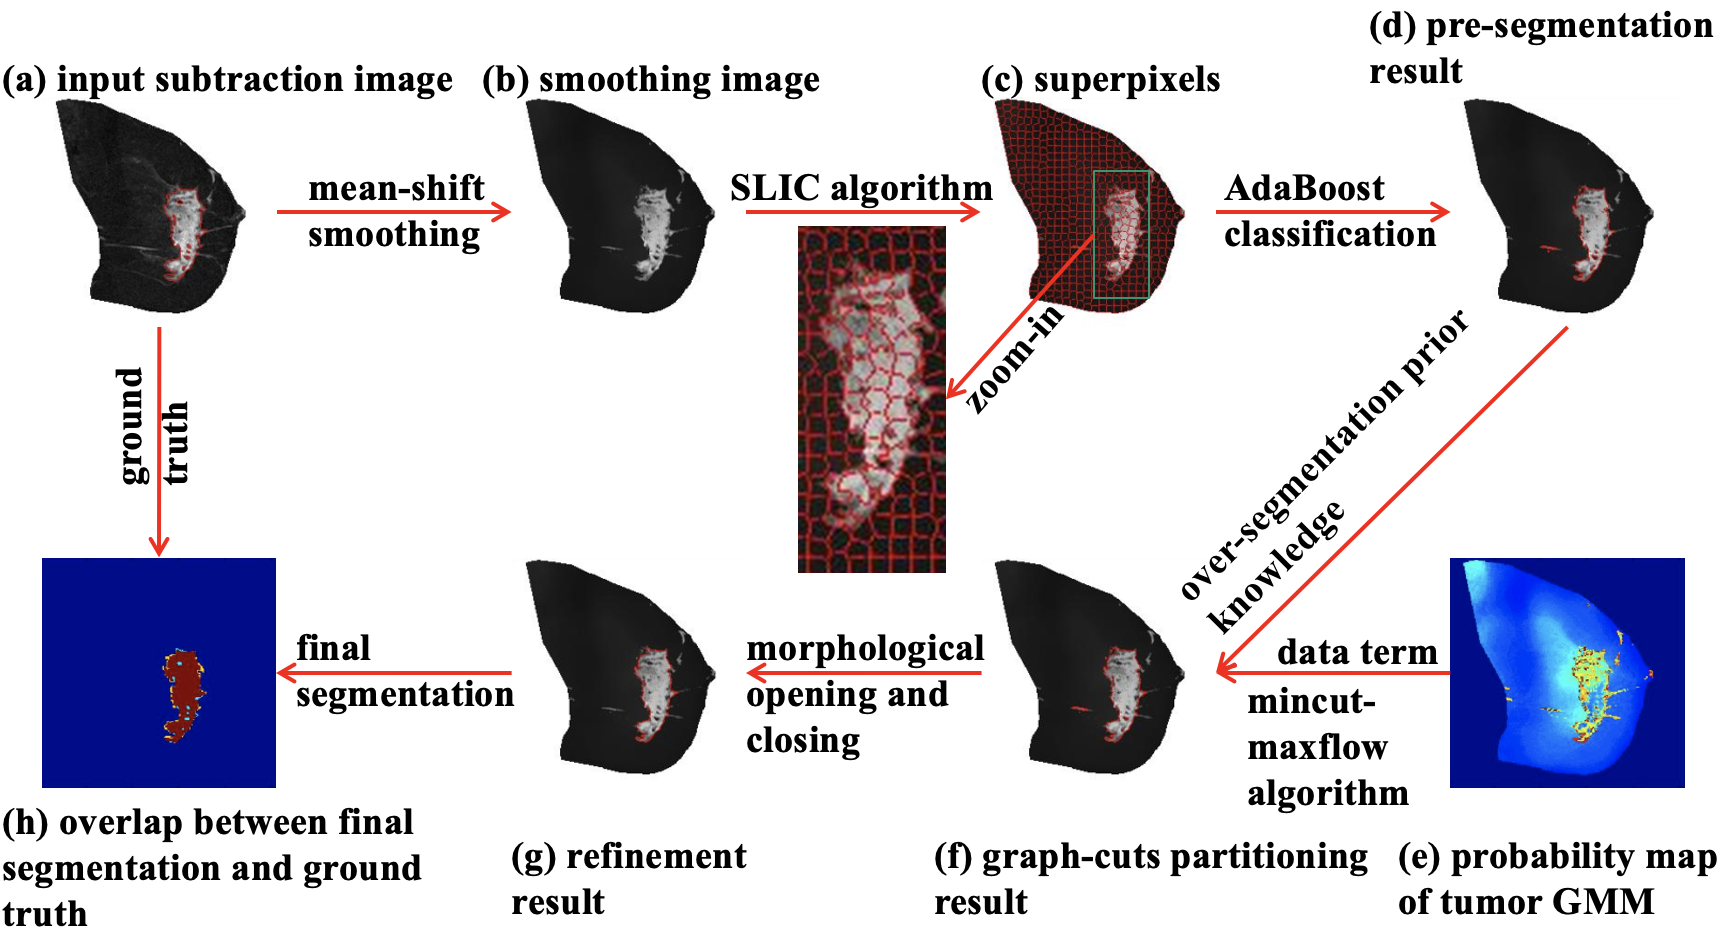 (a) input subtraction image
(b) smoothing image
(c) superpixels
(d) pre-segmentation
result
mean-shift
smoothing
SLIC algorithm
AdaBoost
classification
zoom-in
ground
truth
over-segmentation prior
knowledge
data term
mincut-
maxflow
algorithm
morphological
opening and
closing
final
segmentation
(h) overlap between final
segmentation and ground
truth
(g) refinement
result
(f) graph-cuts partitioning
result
(e) probability map
of tumor GMM